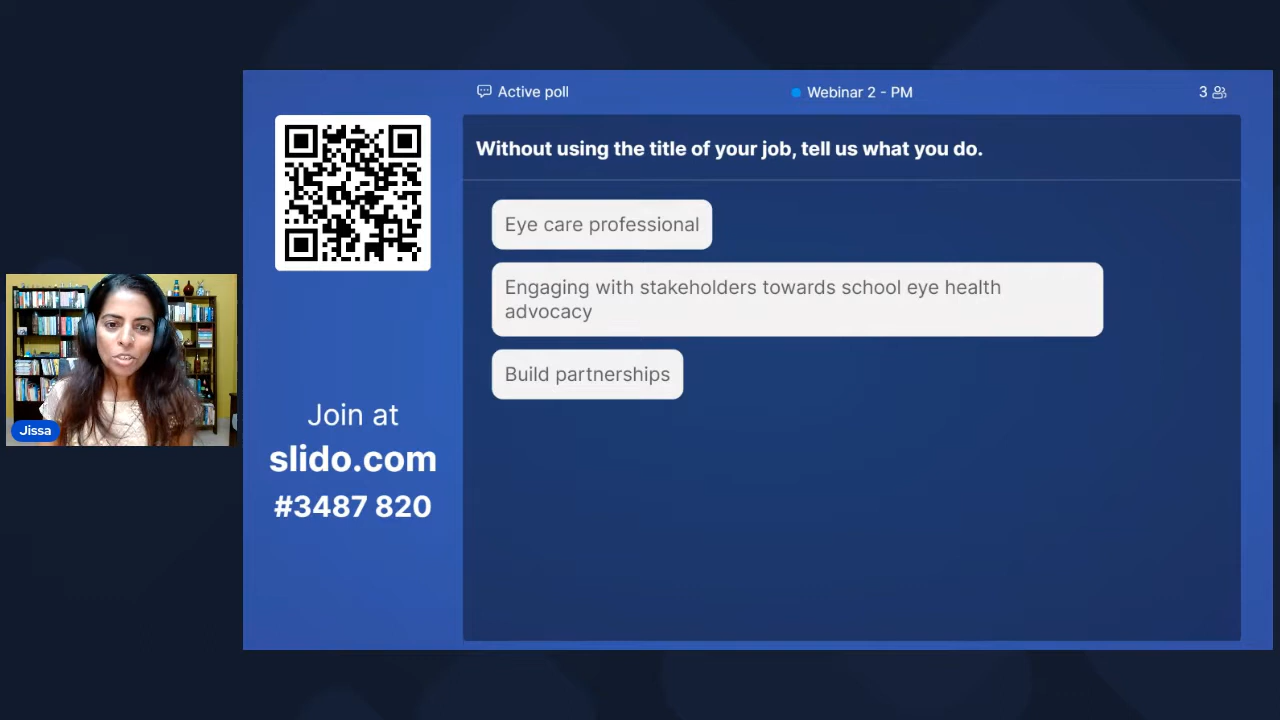 Active poll
Webinar 2 - PM
3
Without using the title of your job, tell us what you do.
Eye care professional
Engaging with stakeholders towards school eye health
advocacy
Build partnerships
Join at
slido.com
#3487 820
Jissa